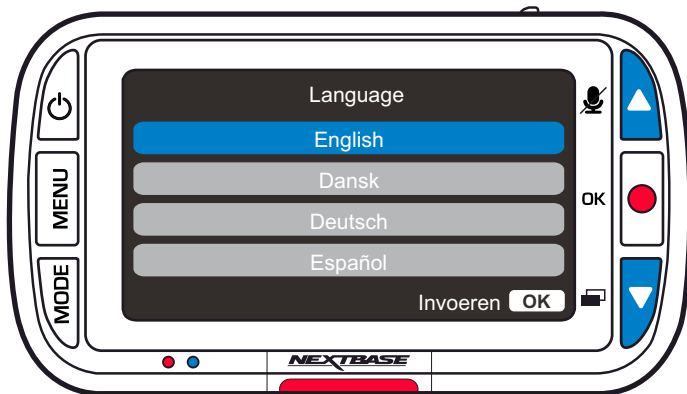 Language
English
Dansk
Deutsch
Español
Invoeren OK
MENU
MODE
OK
NEXTBASE